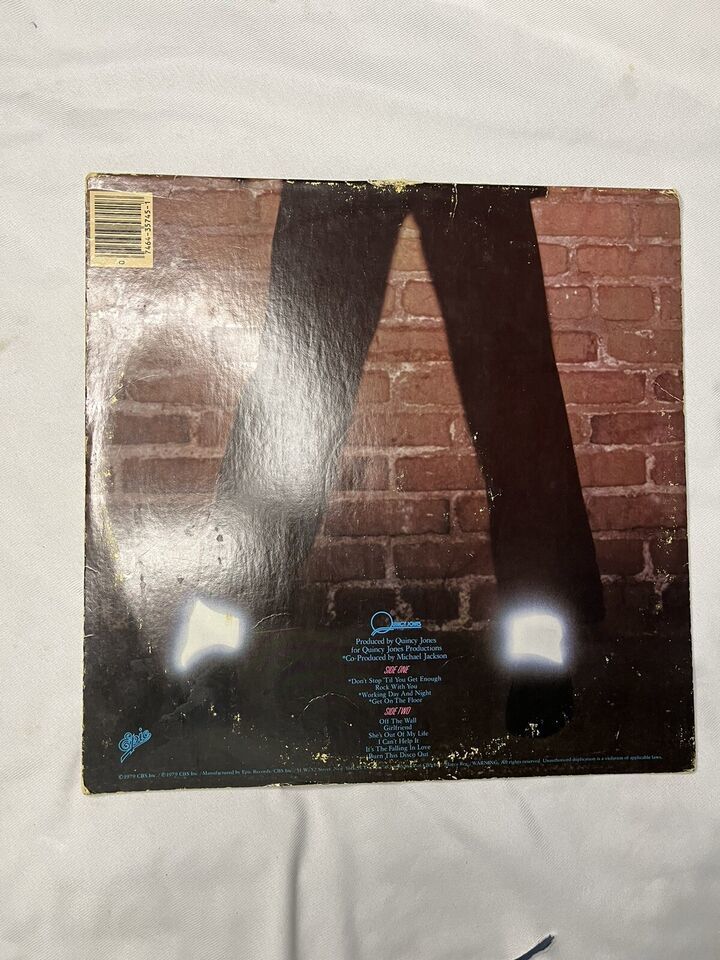 0
7464-35745-1
QUINCY JONES
Produced by Quincy Jones
for Quincy Jones Productions
*Co-Produced by Michael Jackson
SIDE ONE
*Don't Stop 'Til You Get Enough
Rock With You
*Working Day And Night
*Get On The Floor
SIDE TWO
Off The Wall
Girlfriend
She's Out Of My Life
I Can't Help It
It's The Falling In Love
Burn This Disco Out
Epic
©1979 CBS Inc. / ℗1979 CBS Inc. / Manufactured by Epic Records/CBS Inc./51 W. 52 Street, New / WARNING: All rights reserved. Unauthorized duplication is a violation of applicable laws.